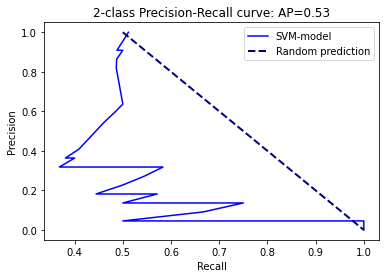 2-class Precision-Recall curve: AP=0.53
1.0
0.8
0.6
0.4
0.2
0.0
Precision
SVM-model
Random prediction
0.4
0.5
0.6
0.7
0.8
0.9
1.0
Recall